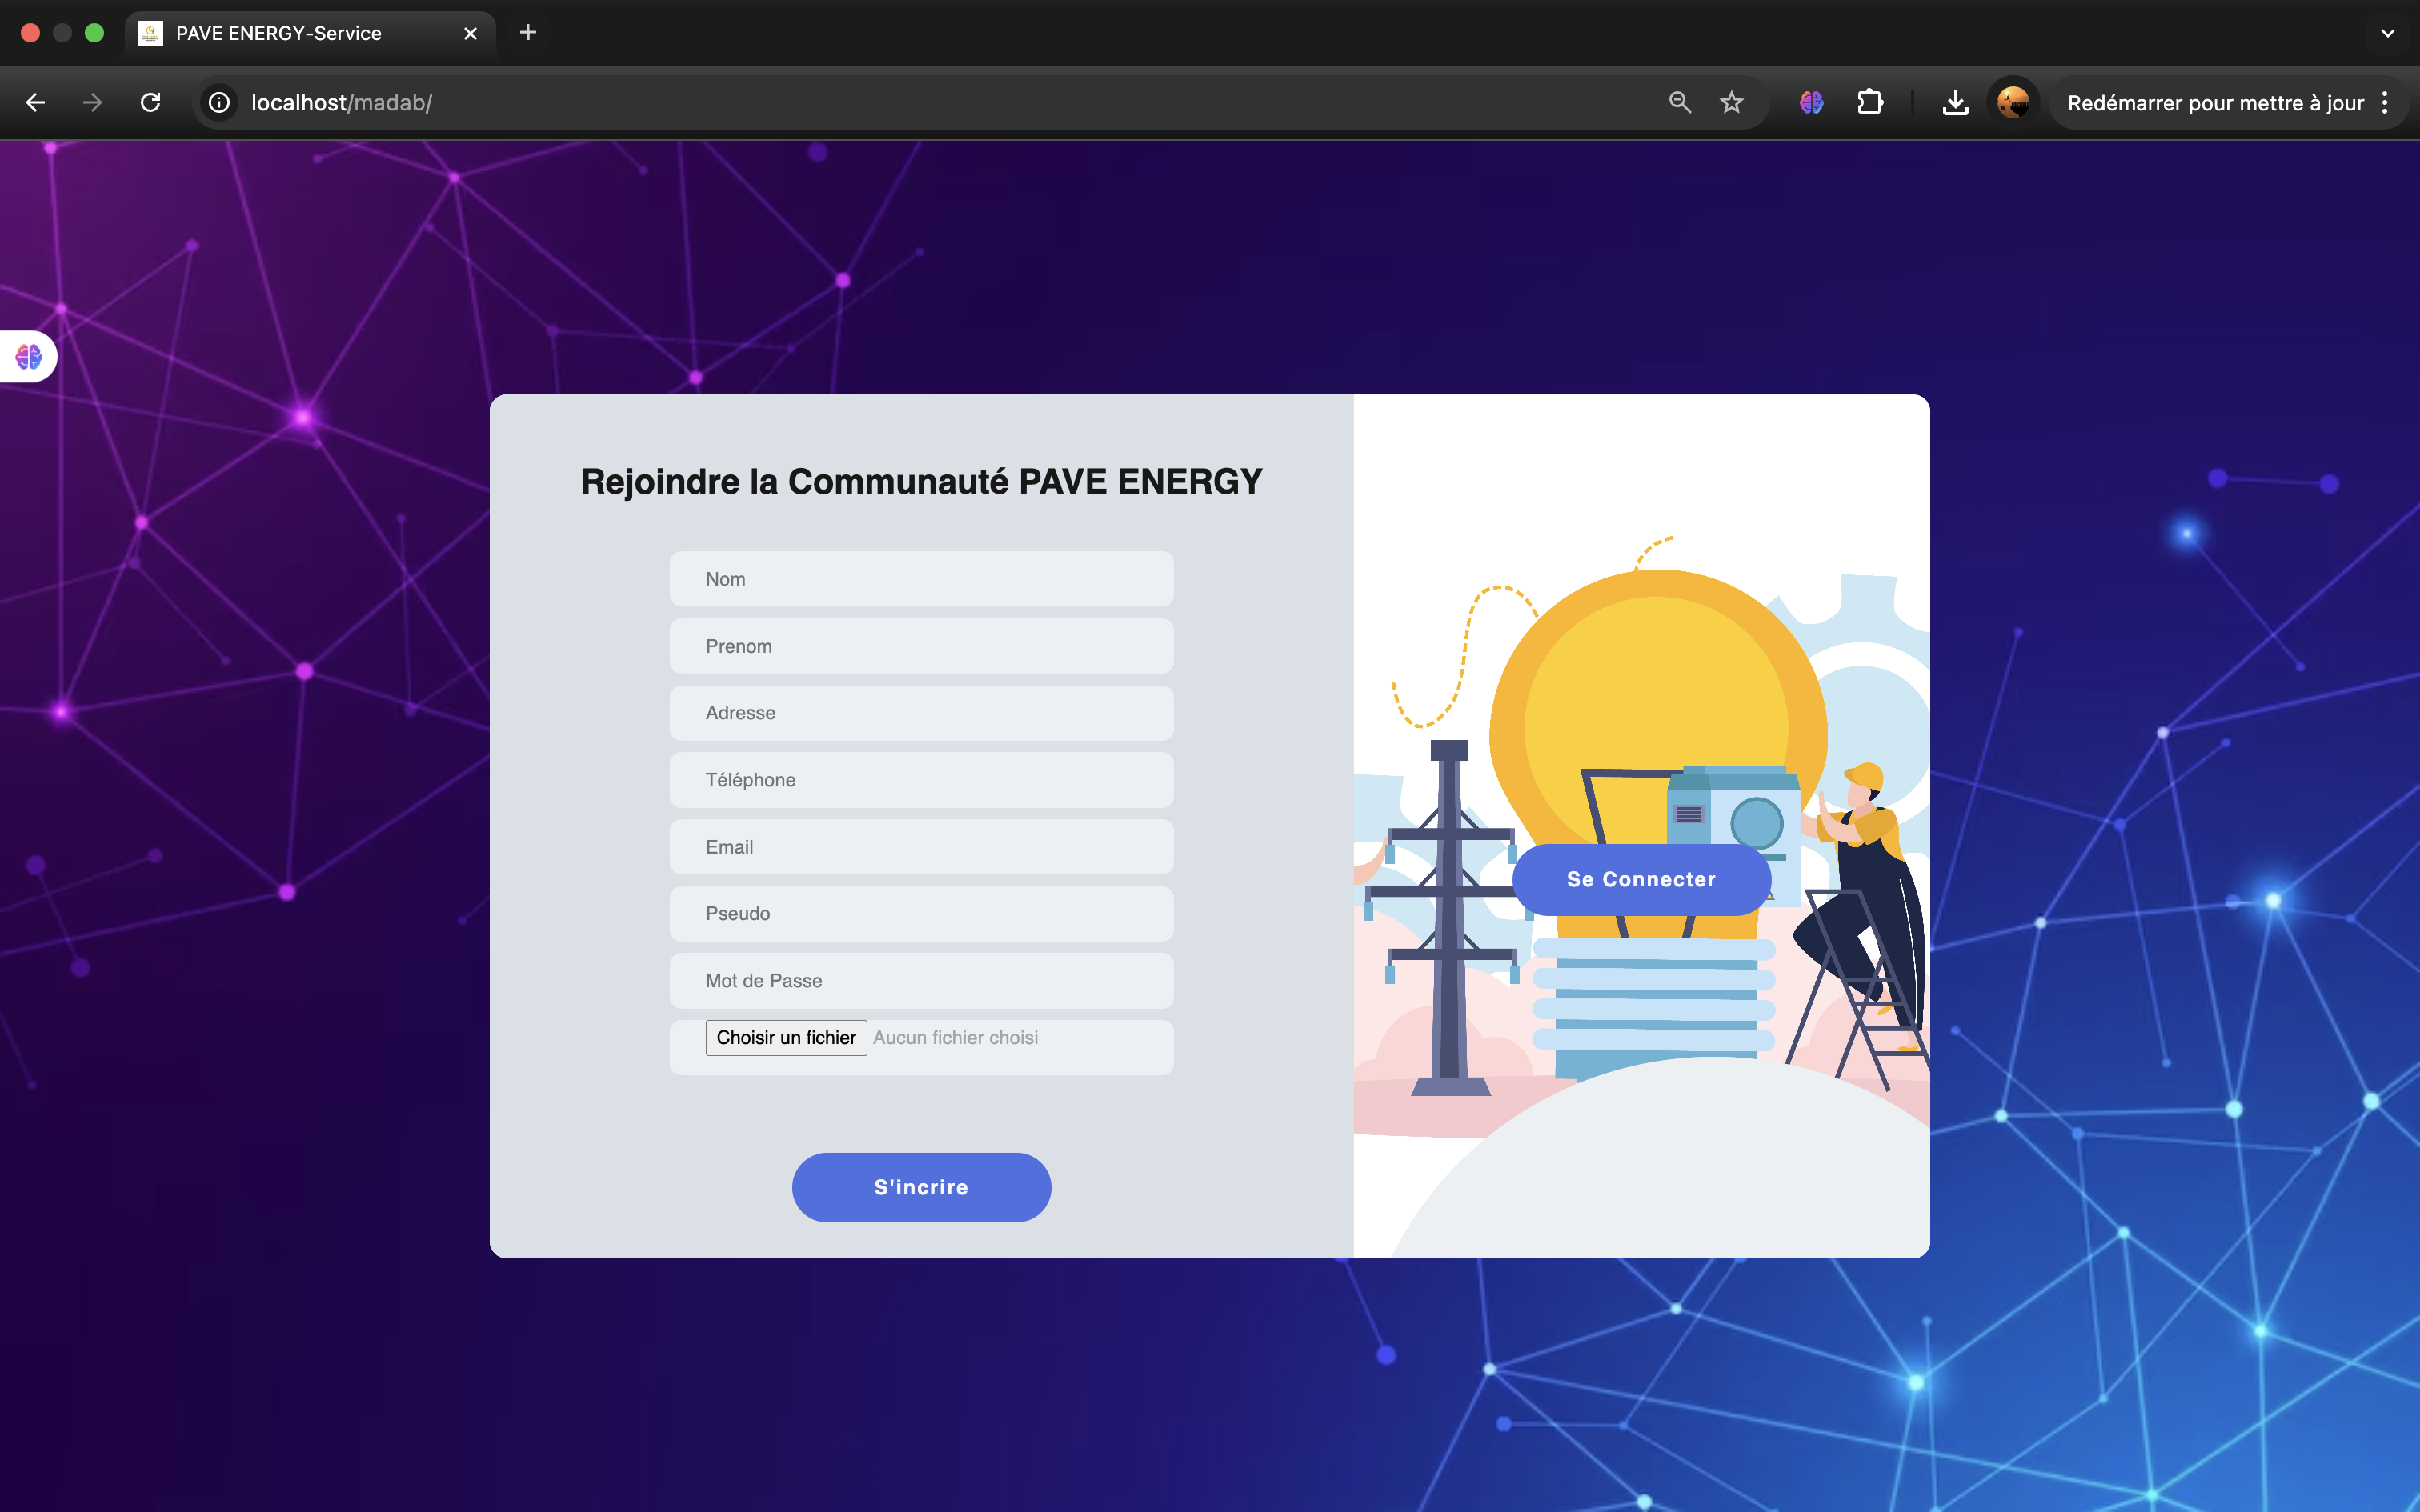 PAVE ENERGY-Service
localhost/madab/
Redémarrer pour mettre à jour
Rejoindre la Communauté PAVE ENERGY
Nom
Prenom
Adresse
Téléphone
Email
Pseudo
Mot de Passe
Choisir un fichier Aucun fichier choisi
S'incrire
Se Connecter